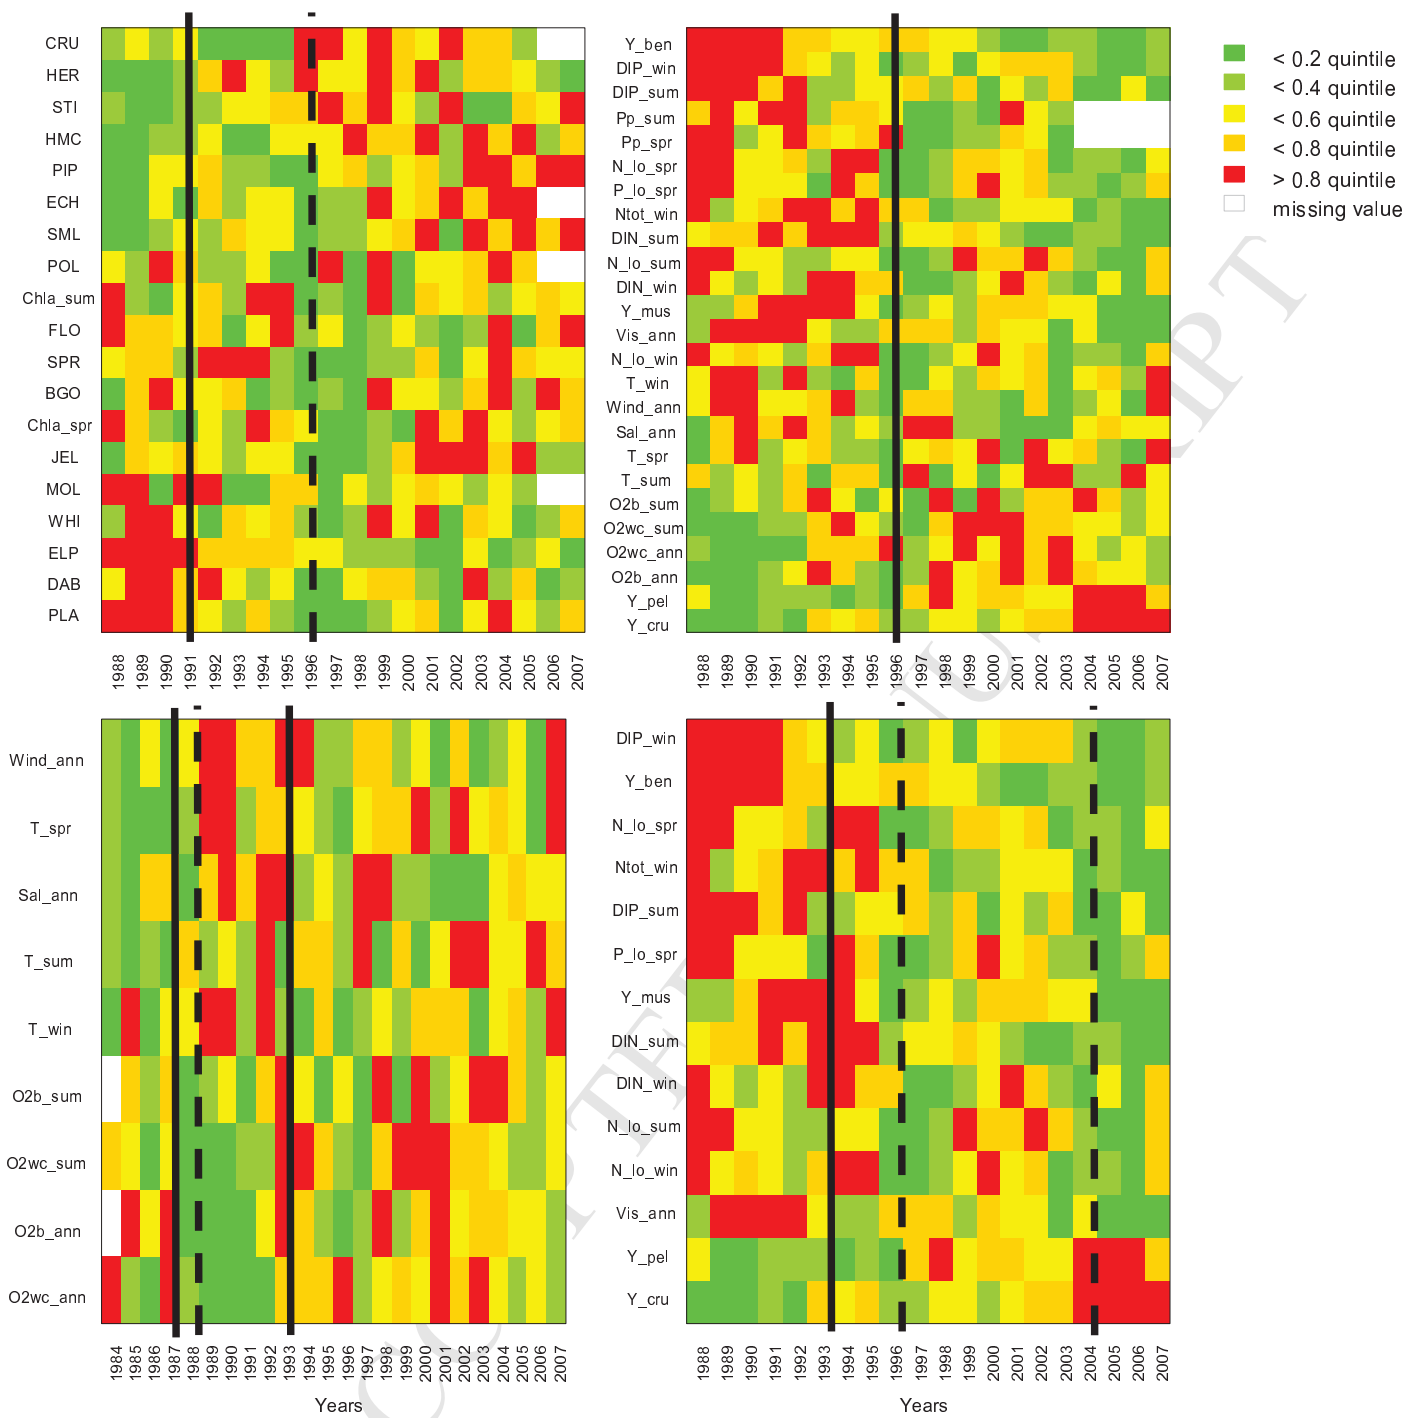 CRU
HER
STI
HMC
PIP
ECH
SML
POL
Chla_sum
FLO
SPR
BGO
Chla_spr
JEL
MOL
WHI
ELP
DAB
PLA
1988 1989 1990 1991 1992 1993 1994 1995 1996 1997 1998 1999 2000 2001 2002 2003 2004 2005 2006 2007
Y_ben
DIP_win
DIP_sum
Pp_sum
Pp_spr
N_lo_spr
P_lo_spr
Ntot_win
DIN_sum
N_lo_sum
DIN_win
Y_mus
Vis_ann
N_lo_win
T_win
Wind_ann
Sal_ann
T_spr
T_sum
O2b_sum
O2wc_sum
O2wc_ann
O2b_ann
Y_pel
Y_cru
1988 1989 1990 1991 1992 1993 1994 1995 1996 1997 1998 1999 2000 2001 2002 2003 2004 2005 2006 2007
< 0.2 quintile
< 0.4 quintile
< 0.6 quintile
< 0.8 quintile
> 0.8 quintile
missing value
Wind_ann
T_spr
Sal_ann
T_sum
T_win
O2b_sum
O2wc_sum
O2b_ann
O2wc_ann
1984 1985 1986 1987 1988 1989 1990 1991 1992 1993 1994 1995 1996 1997 1998 1999 2000 2001 2002 2003 2004 2005 2006 2007
Years
DIP_win
Y_ben
N_lo_spr
Ntot_win
DIP_sum
P_lo_spr
Y_mus
DIN_sum
DIN_win
N_lo_sum
N_lo_win
Vis_ann
Y_pel
Y_cru
1988 1989 1990 1991 1992 1993 1994 1995 1996 1997 1998 1999 2000 2001 2002 2003 2004 2005 2006 2007
Years